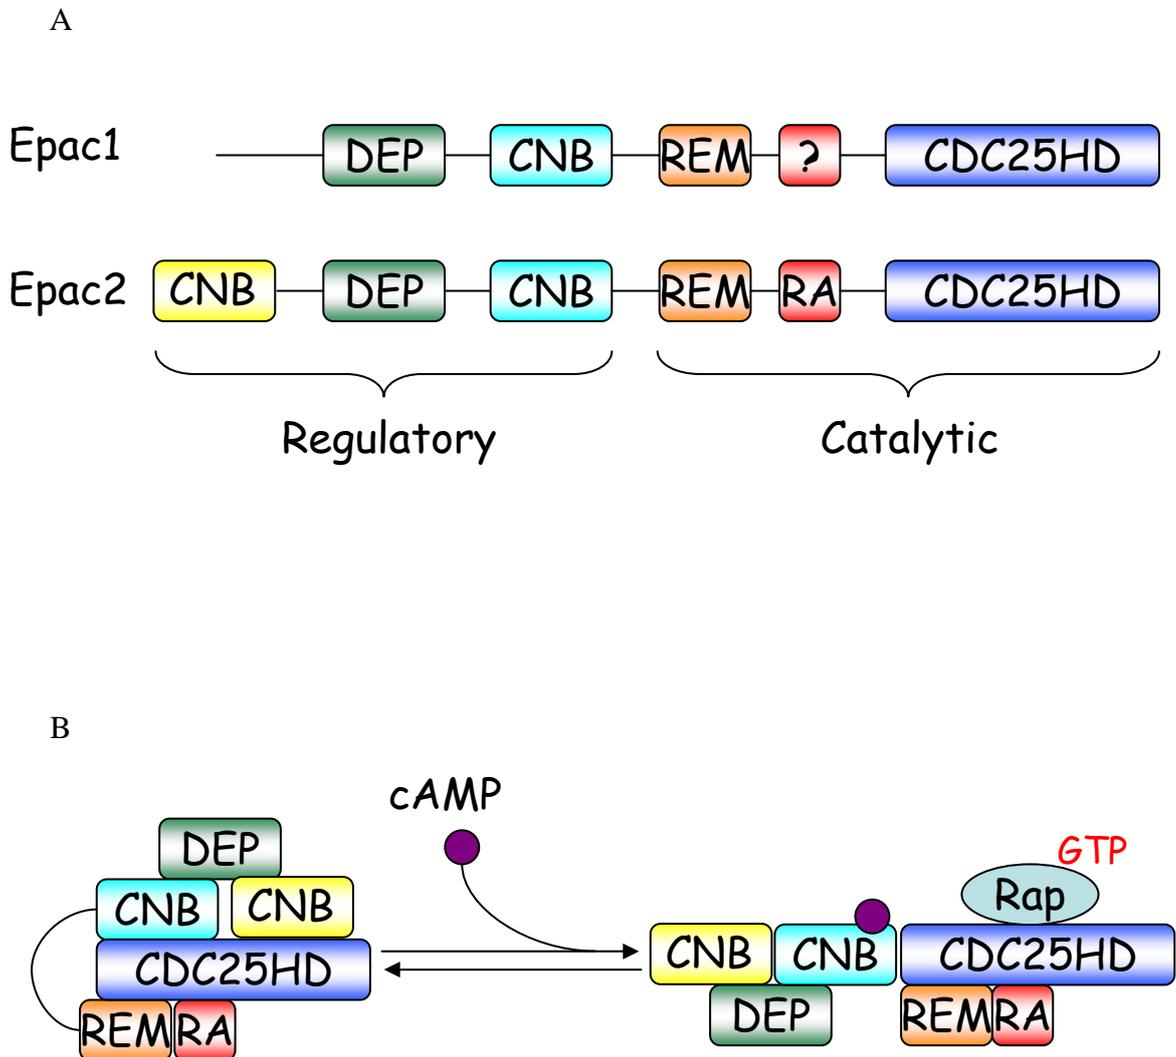 A
Epac1 DEP CNB REM ? CDC25HD
Epac2 CNB DEP CNB REM RA CDC25HD
Regulatory Catalytic
B
cAMP
DEP
GTP
CNB CNB
Rap
CDC25HD
CNB CNB CDC25HD
REM RA
DEP REM RA